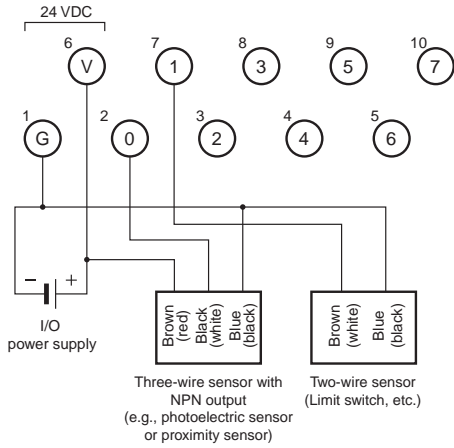 24 VDC
6 7 8 9 10
V 1 3 5 7
1 2 3 4 5
G 0 2 4 6
− +
I/O
power supply
Brown
(red)
Black
(white)
Blue
(black)
Brown
(white)
Blue
(black)
Three-wire sensor with
NPN output
(e.g., photoelectric sensor
or proximity sensor)
Two-wire sensor
(Limit switch, etc.)